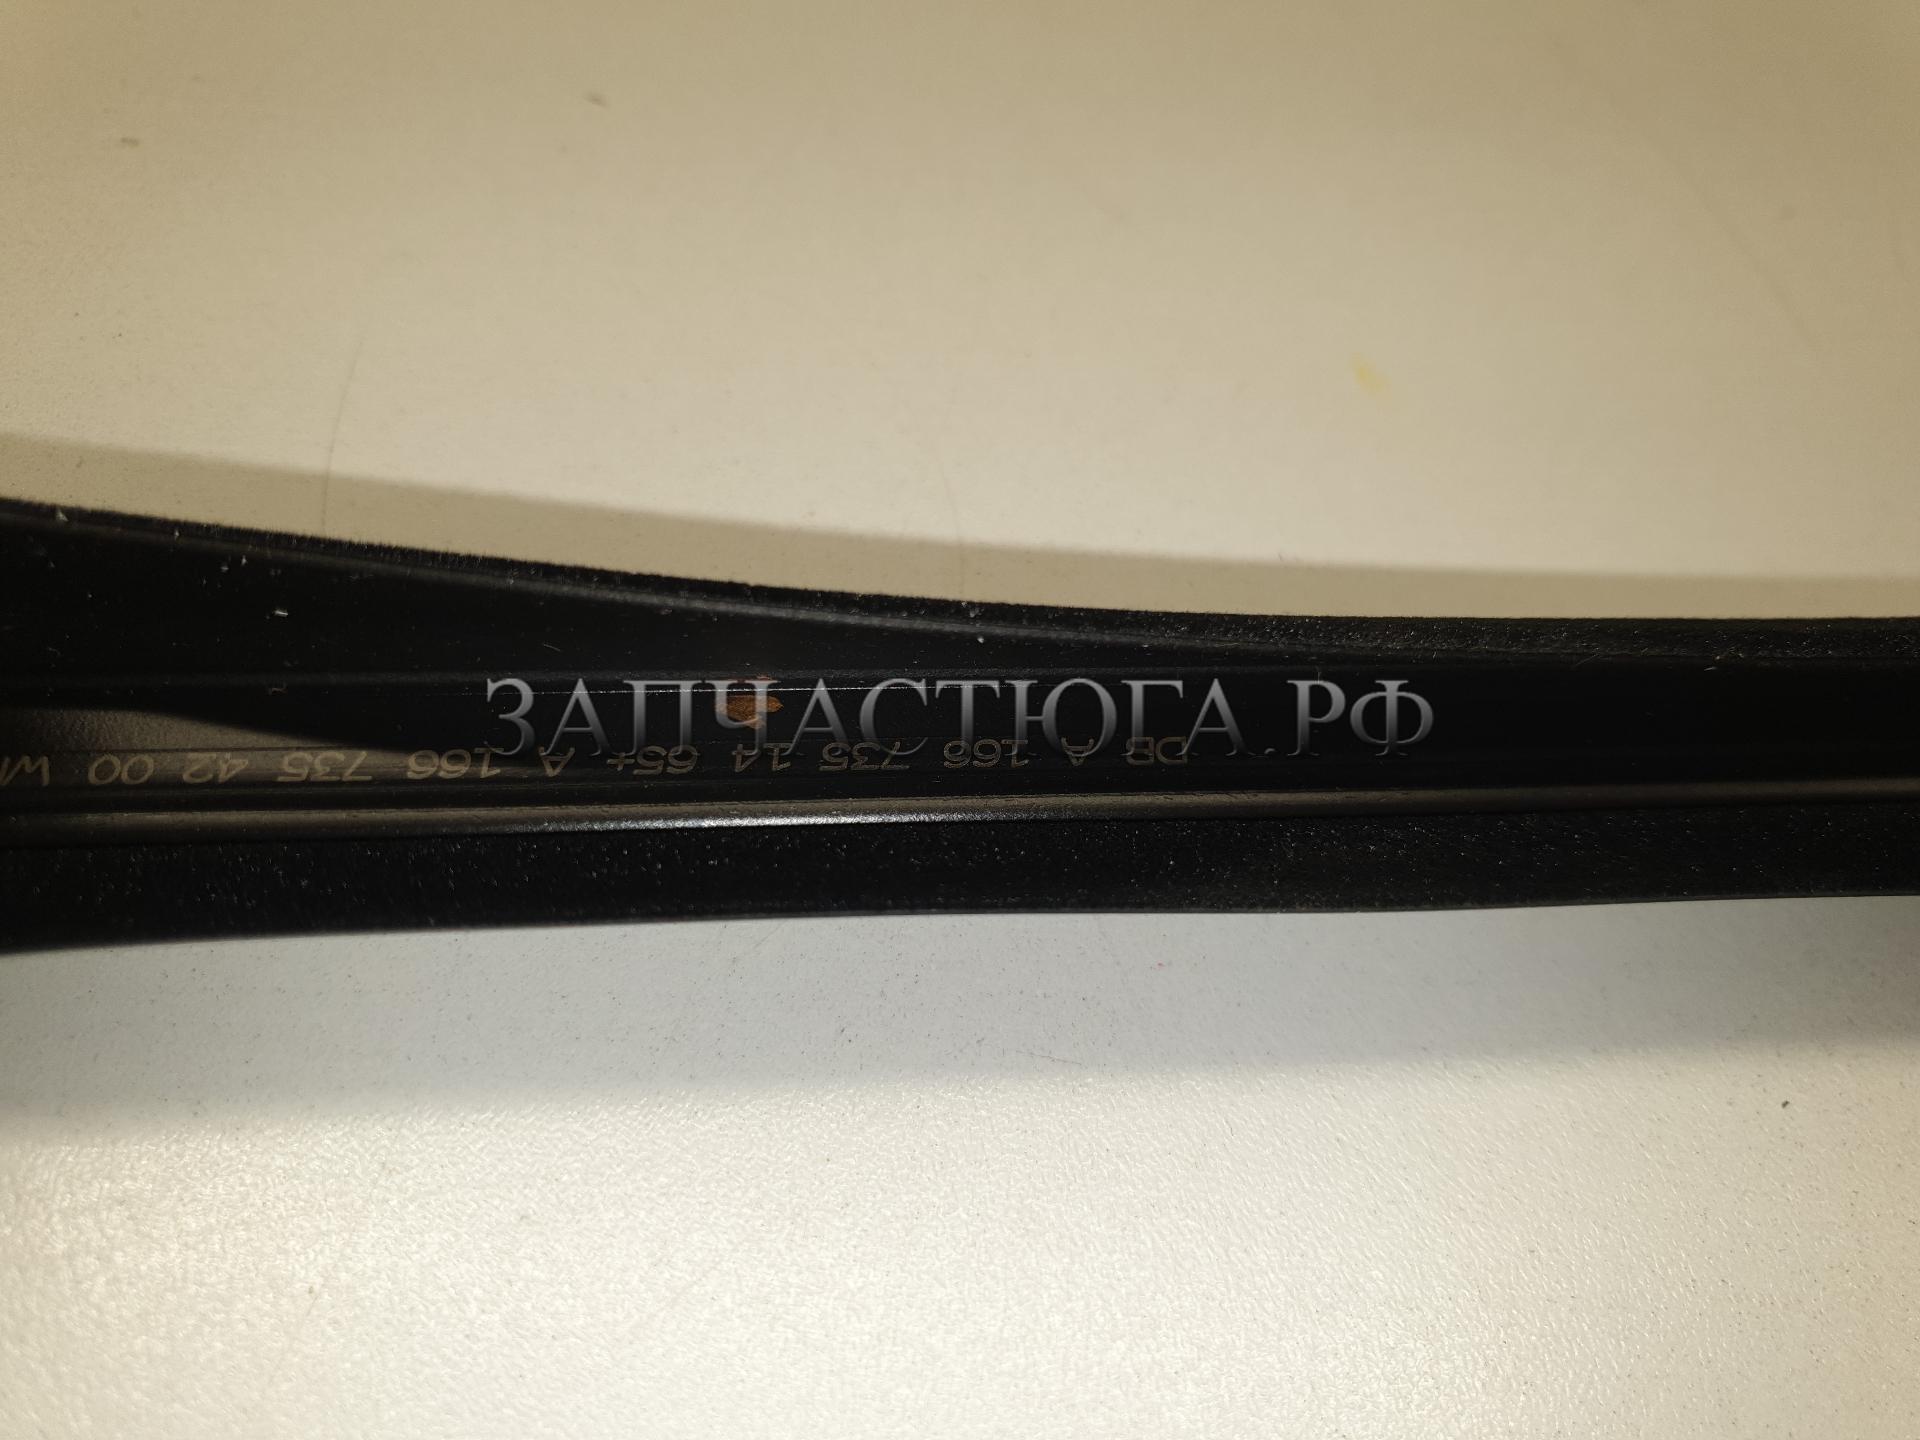 ЗАПЧАСТЮГА.РФ
DB A 166 735 14 65+ A 166 735 42 00